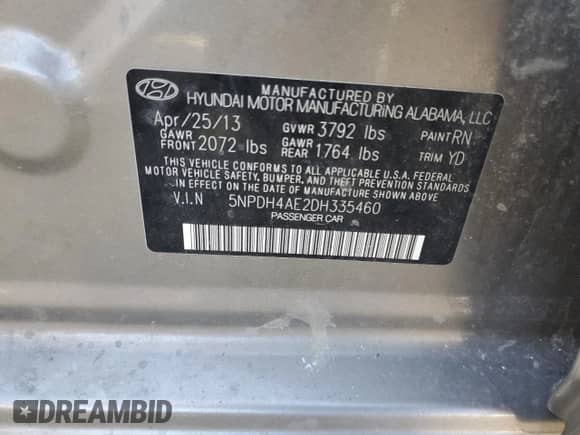 MANUFACTURED BY
HYUNDAI MOTOR MANUFACTURING ALABAMA, LLC
Apr/25/13 GVWR 3792 lbs PAINT RN
GAWR FRONT 2072 lbs GAWR REAR 1764 lbs TRIM YD
THIS VEHICLE CONFORMS TO ALL APPLICABLE U.S.A. FEDERAL
MOTOR VEHICLE SAFETY, BUMPER, AND THEFT PREVENTION STANDARDS
IN EFFECT ON THE DATE OF MANUFACTURE SHOWN ABOVE
V.I.N 5NPDH4AE2DH335460
PASSENGER CAR
DREAMBID